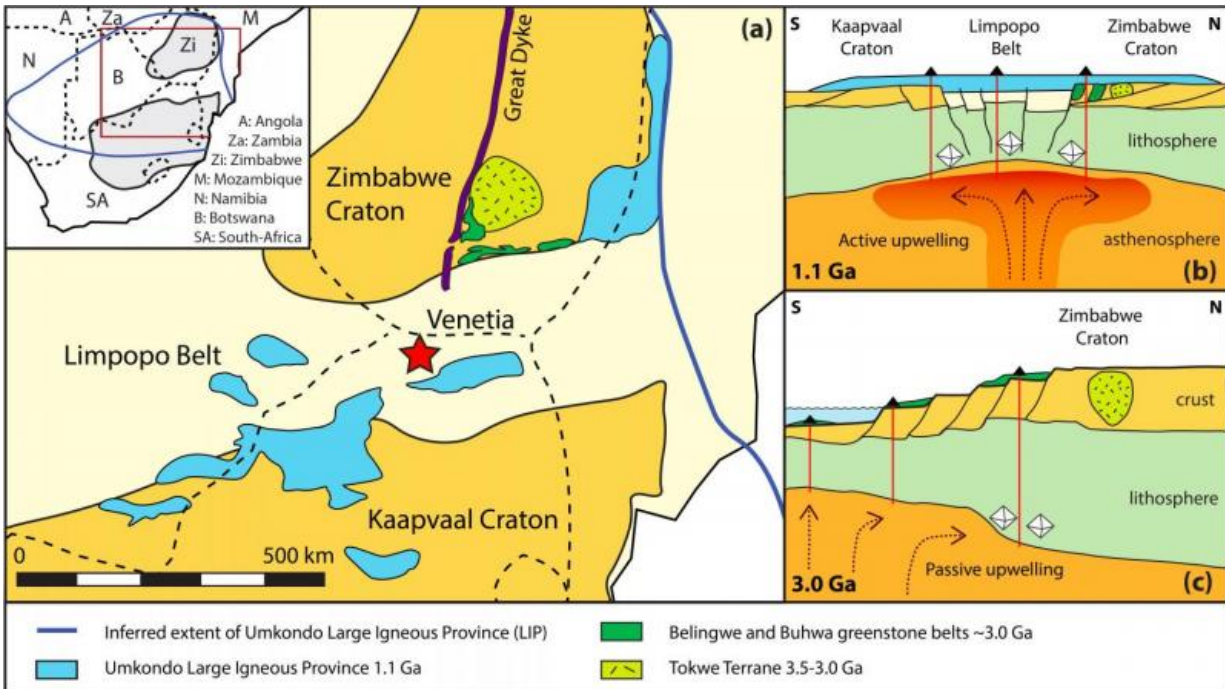 A
Za
M
Zi
N
B
SA
A: Angola
Za: Zambia
Zi: Zimbabwe
M: Mozambique
N: Namibia
B: Botswana
SA: South-Africa
(a)
Great Dyke
Zimbabwe
Craton
Venetia
Limpopo Belt
Kaapvaal Craton
0
500 km
S
Kaapvaal
Craton
Limpopo
Belt
Zimbabwe
Craton
N
lithosphere
Active upwelling
asthenosphere
1.1 Ga
(b)
S
N
Zimbabwe
Craton
crust
lithosphere
Passive upwelling
3.0 Ga
(c)
Inferred extent of Umkondo Large Igneous Province (LIP)
Belingwe and Buhwa greenstone belts ~3.0 Ga
Umkondo Large Igneous Province 1.1 Ga
Tokwe Terrane 3.5-3.0 Ga